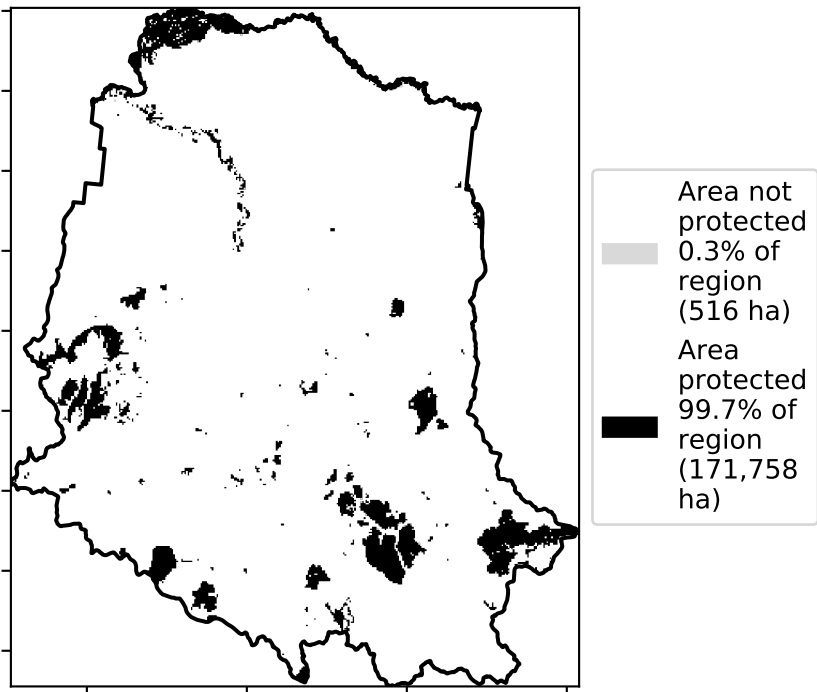 Area not
protected
0.3% of
region
(516 ha)
Area
protected
99.7% of
region
(171,758
ha)